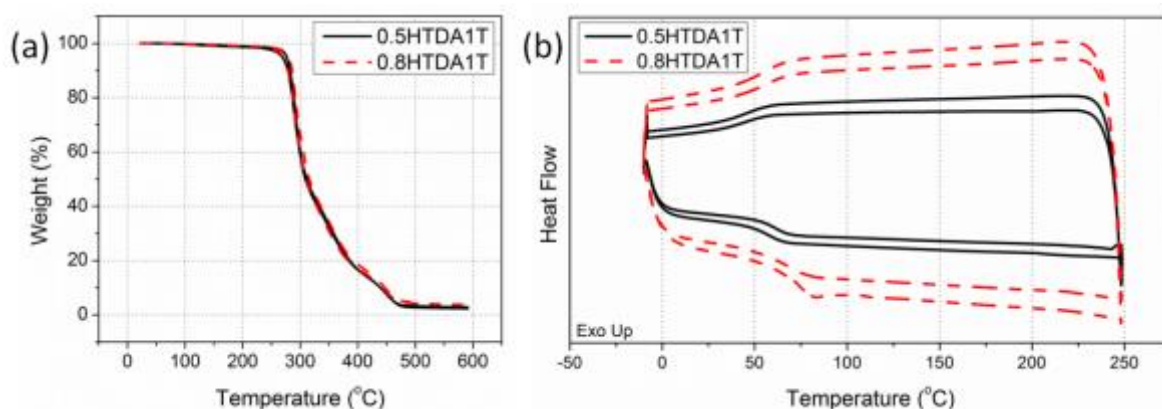 (a)
0.5HTDA1T
0.8HTDA1T
Weight (%)
100
80
60
40
20
0
0 100 200 300 400 500 600
Temperature (°C)
(b)
0.5HTDA1T
0.8HTDA1T
Heat Flow
Exo Up
-50 0 50 100 150 200 250
Temperature (°C)